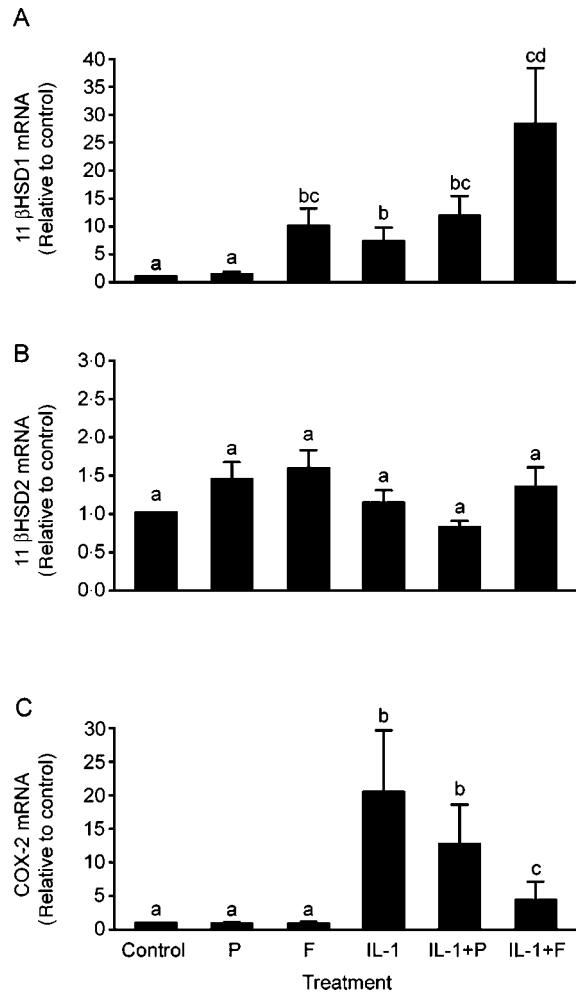 A
11 βHSD1 mRNA
(Relative to control)
40
35
30
25
20
15
10
5
0
a
a
bc
b
bc
cd
B
11 βHSD2 mRNA
(Relative to control)
3·0
2·5
2·0
1·5
1·0
0·5
0·0
a
a
a
a
a
a
C
COX-2 mRNA
(Relative to control)
30
25
20
15
10
5
0
a
a
a
b
b
c
Control P F IL-1 IL-1+P IL-1+F
Treatment